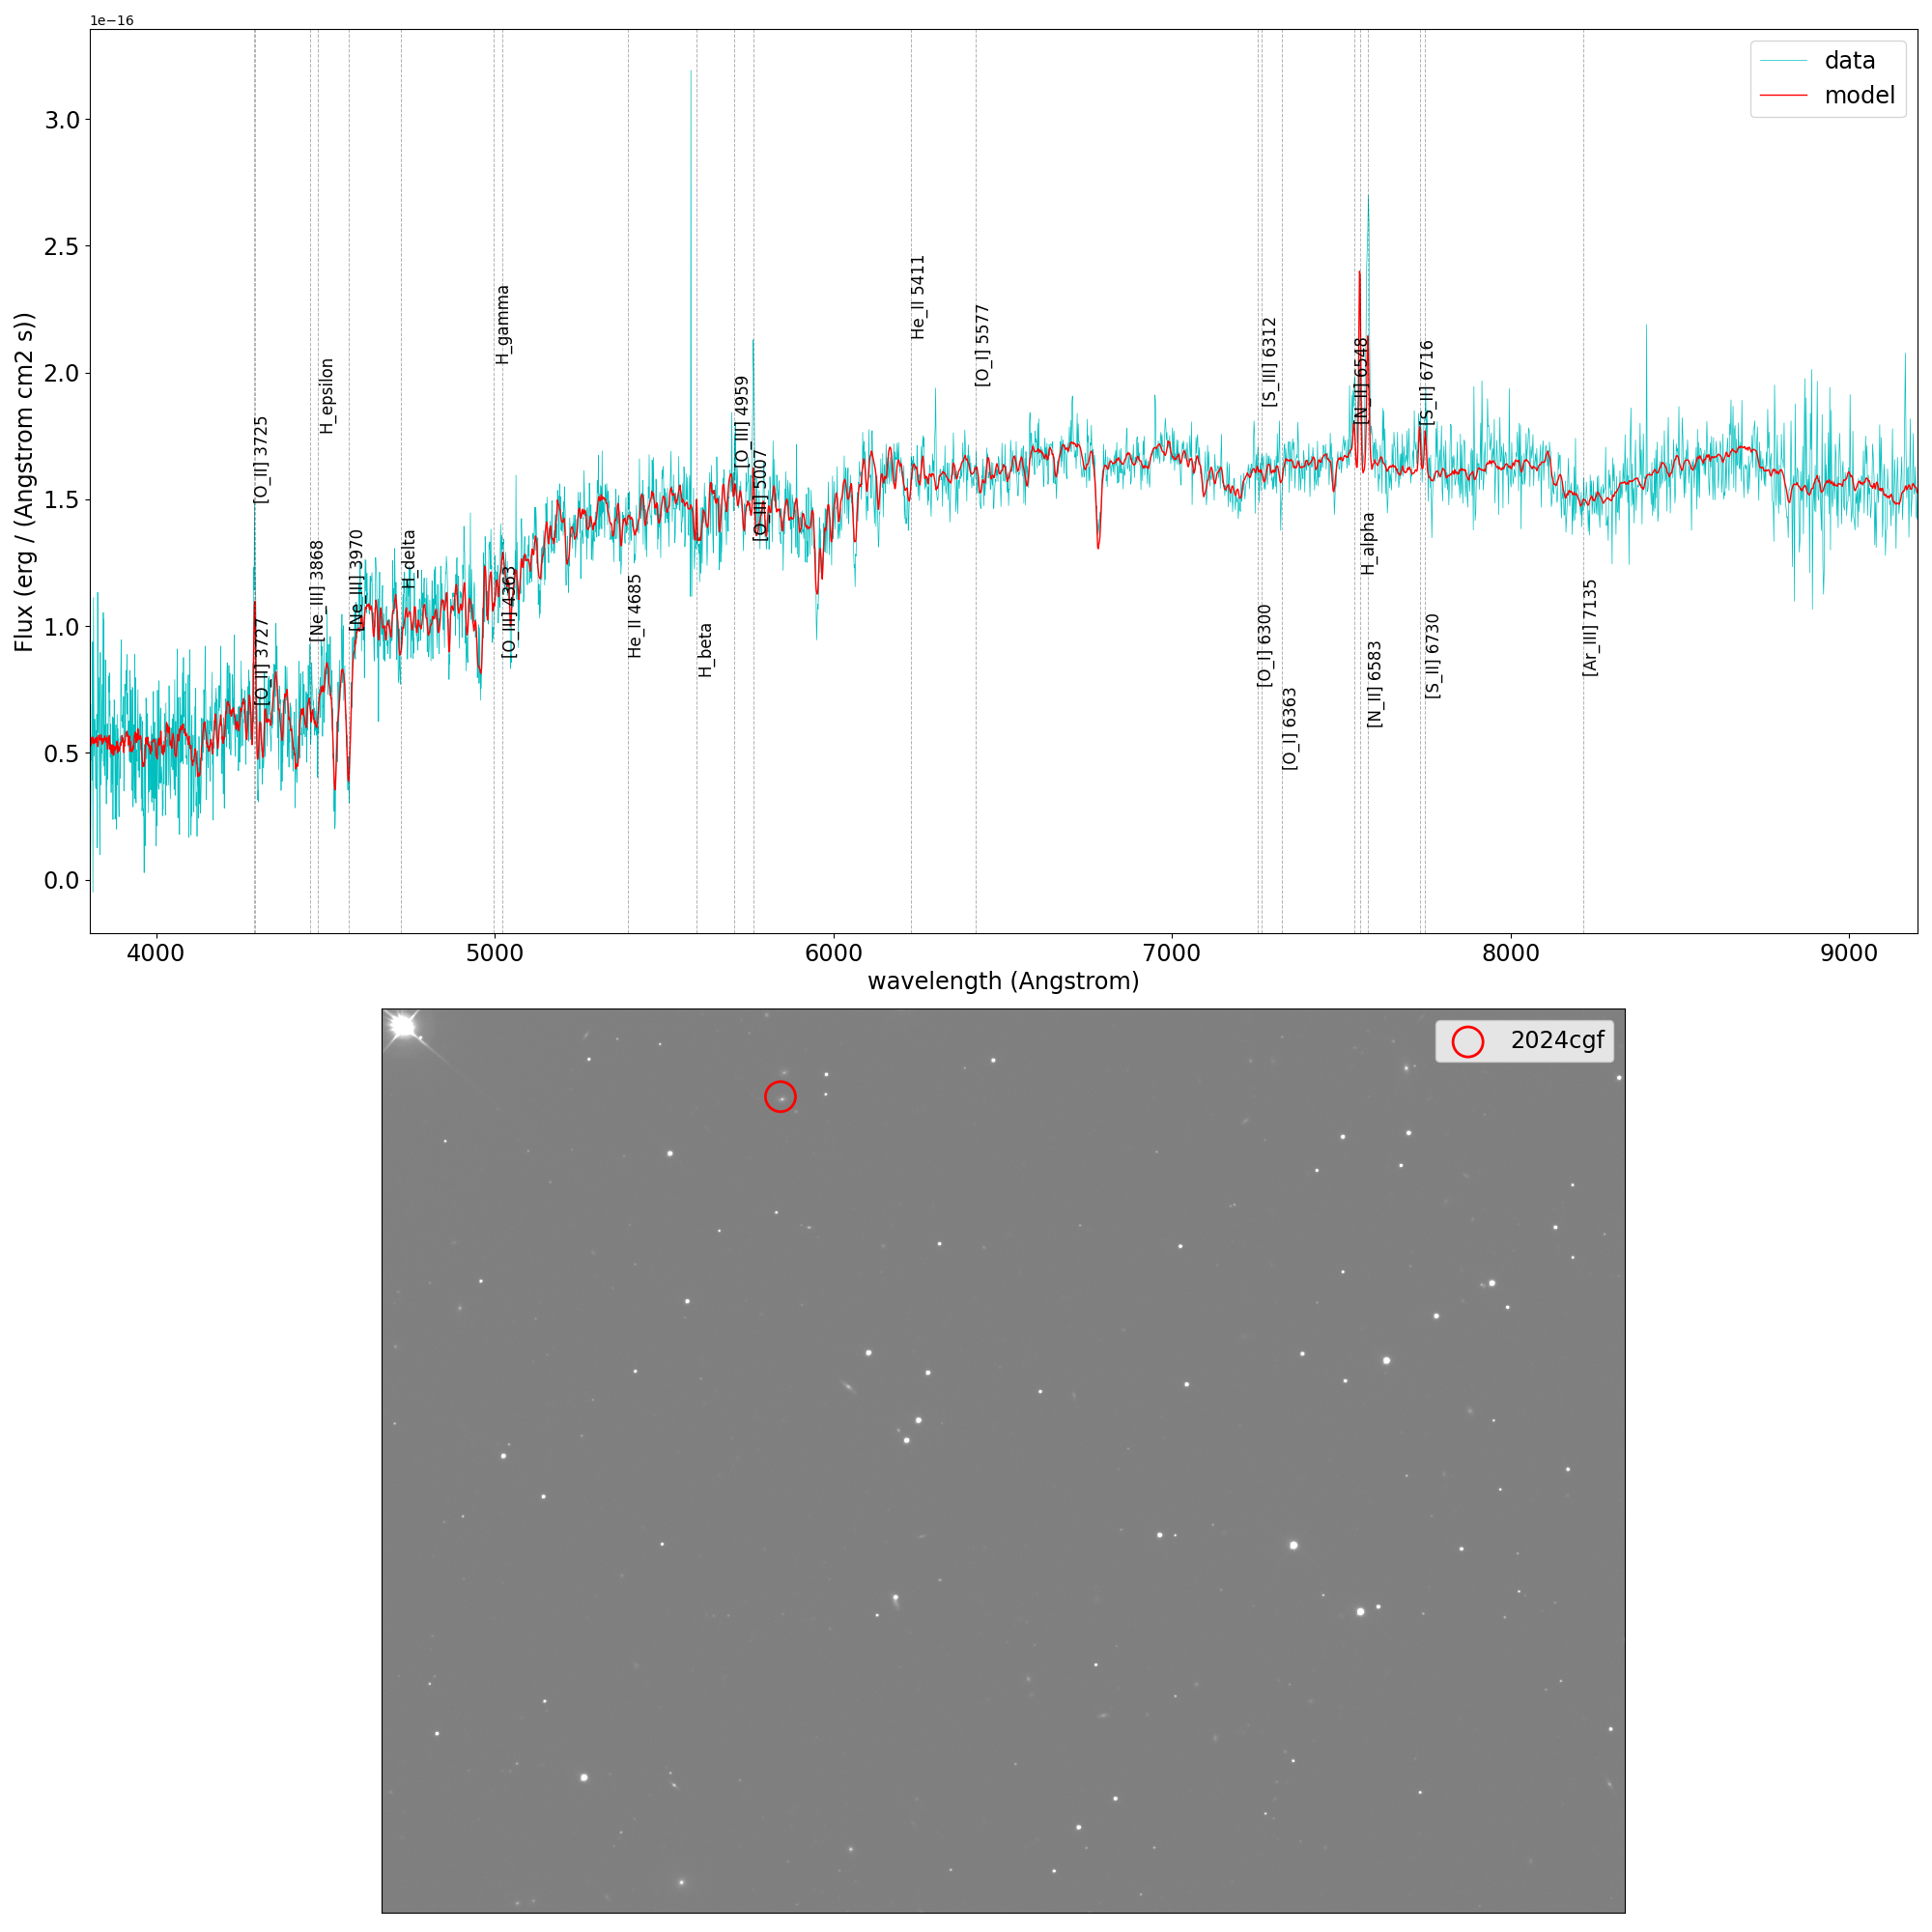 1e−16
data
model
3.0
2.5
2.0
1.5
1.0
0.5
0.0
Flux (erg / (Angstrom cm2 s))
[O_II] 3725
[O_II] 3727
[Ne_III] 3868
H_epsilon
[Ne_III] 3970
H_delta
H_gamma
[O_III] 4363
He_II 4685
H_beta
[O_III] 4959
[O_III] 5007
He_II 5411
[O_I] 5577
[O_I] 6300
[S_III] 6312
[O_I] 6363
[N_II] 6548
H_alpha
[N_II] 6583
[S_II] 6716
[S_II] 6730
[Ar_III] 7135
4000 5000 6000 7000 8000 9000
wavelength (Angstrom)
2024cgf